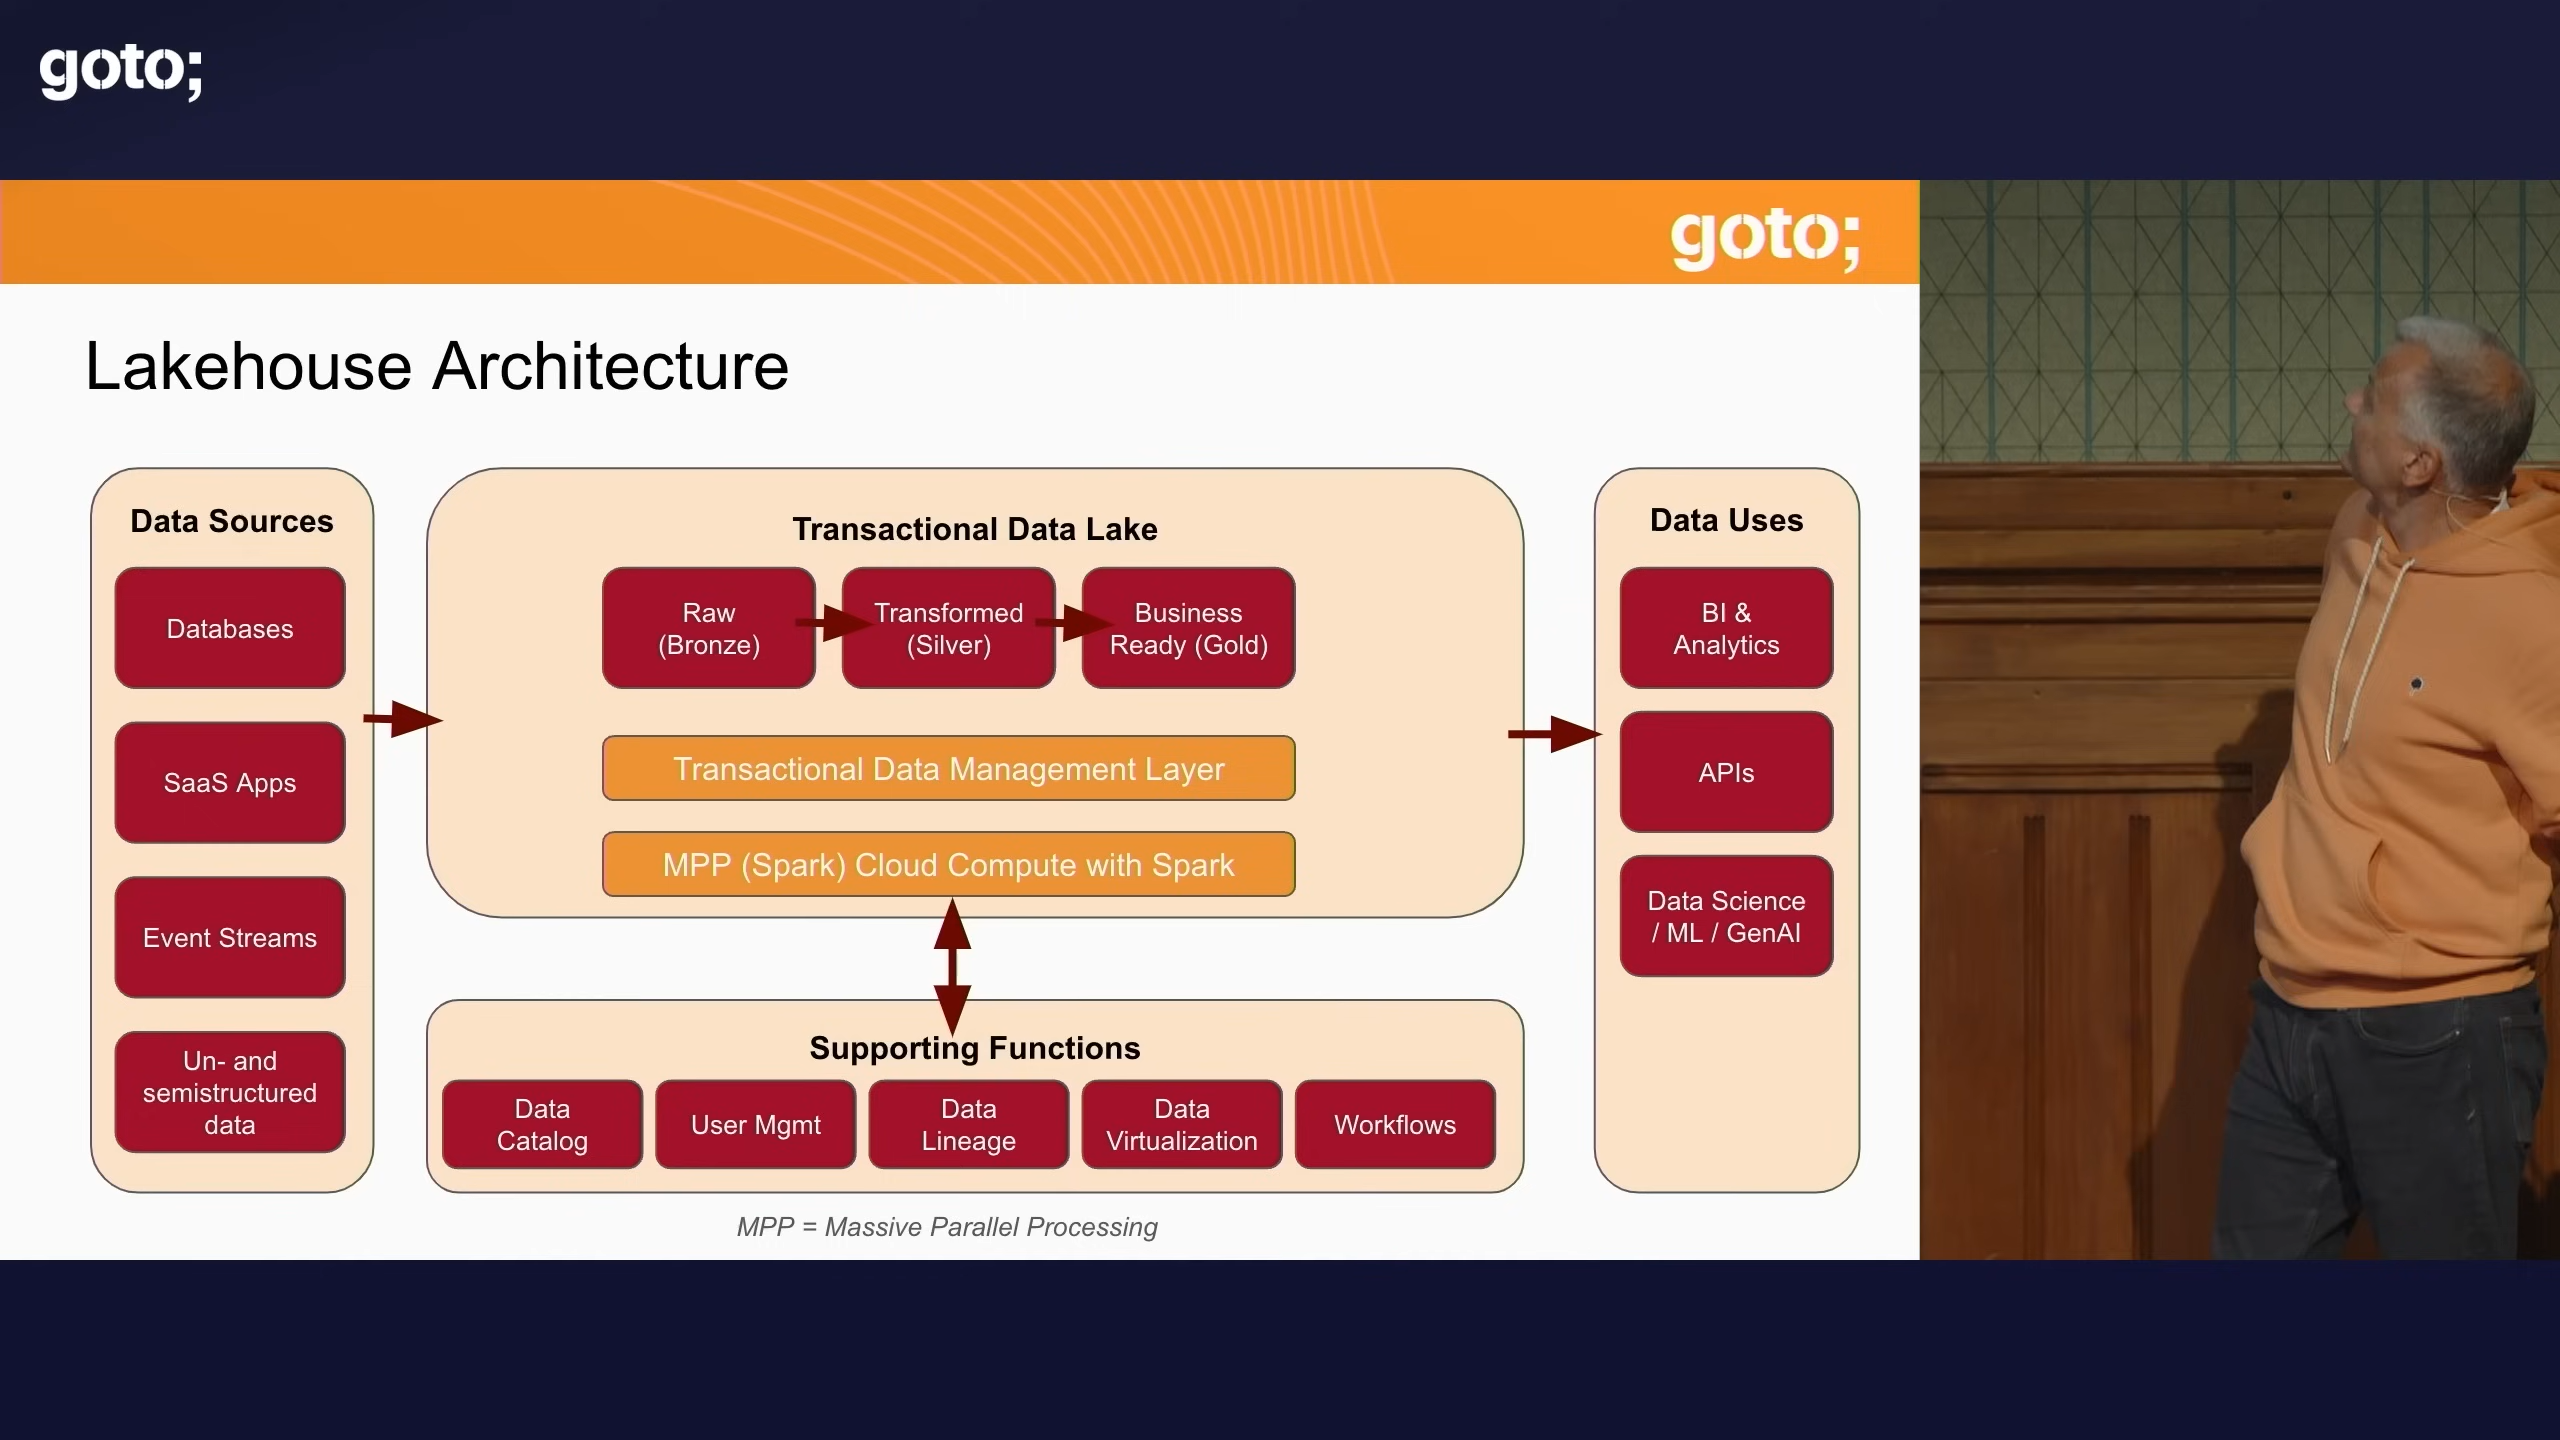 goto;
goto;
Lakehouse Architecture
Data Sources
Databases
SaaS Apps
Event Streams
Un- and
semistructured
data
Transactional Data Lake
Raw
(Bronze)
Transformed
(Silver)
Business
Ready (Gold)
Transactional Data Management Layer
MPP (Spark) Cloud Compute with Spark
Supporting Functions
Data
Catalog
User Mgmt
Data
Lineage
Data
Virtualization
Workflows
MPP = Massive Parallel Processing
Data Uses
BI &
Analytics
APIs
Data Science
/ ML / GenAI